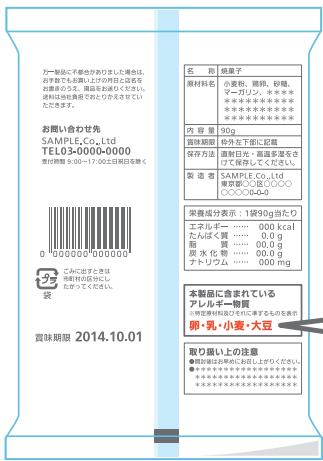 万一製品に不都合がありました場合は、
お手数でもお買い上げの月日と店名を
お書きのうえ、現品をお送りください。
送料は当社負担でおとりかえさせてい
ただきます。
お問い合わせ先
SAMPLE,Co,,Ltd
TEL03-0000-0000
受付時間 9:00~17:00土日祝日を除く
0 000000 000000
ごみに出すときは
市町村の区分にし
たがってください。
袋
賞味期限 2014.10.01
名 称 焼菓子
原材料名 小麦粉、鶏卵、砂糖、
マーガリン、＊＊＊＊
＊＊＊＊＊＊＊＊＊＊
＊＊＊＊＊＊＊＊＊＊
＊＊＊＊＊＊＊＊＊＊
内 容 量 90g
賞味期限 枠外左下部に記載
保存方法 直射日光・高温多湿をさ
けて保存してください。
製 造 者 SAMPLE,Co,,Ltd
東京都○○区○○○○
○○○○0-0-0
栄養成分表示：1袋90g当たり
エネルギー …… 000 kcal
たんぱく質 …… 0.0 g
脂 質 …… 00.0 g
炭 水 化 物 …… 00.0 g
ナトリウム …… 000 mg
本製品に含まれている
アレルギー物質
※特定原材料及びそれに準ずるものを表示
卵・乳・小麦・大豆
取り扱い上の注意
●開封後はお早めにお召し上がりください。
●＊＊＊＊＊＊＊＊＊＊＊＊＊＊＊＊
＊＊＊＊＊＊＊＊＊＊＊＊＊＊＊＊
＊＊＊＊＊＊＊＊＊＊＊＊＊＊＊＊